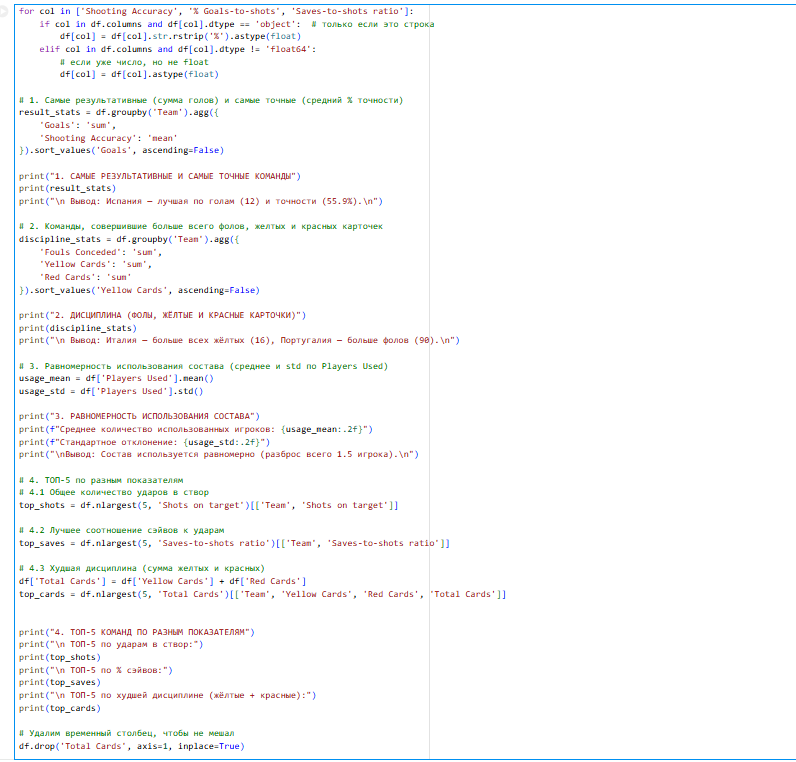 for col in ['Shooting Accuracy', '% Goals-to-shots', 'Saves-to-shots ratio']:
    if col in df.columns and df[col].dtype == 'object':  # только если это строка
        df[col] = df[col].str.rstrip('%').astype(float)
    elif col in df.columns and df[col].dtype != 'float64':
        # если уже число, но не float
        df[col] = df[col].astype(float)

# 1. Самые результативные (сумма голов) и самые точные (средний % точности)
result_stats = df.groupby('Team').agg({
    'Goals': 'sum',
    'Shooting Accuracy': 'mean'
}).sort_values('Goals', ascending=False)

print("1. САМЫЕ РЕЗУЛЬТАТИВНЫЕ И САМЫЕ ТОЧНЫЕ КОМАНДЫ")
print(result_stats)
print("\n Вывод: Испания — лучшая по голам (12) и точности (55.9%).\n")

# 2. Команды, совершившие больше всего фолов, желтых и красных карточек
discipline_stats = df.groupby('Team').agg({
    'Fouls Conceded': 'sum',
    'Yellow Cards': 'sum',
    'Red Cards': 'sum'
}).sort_values('Yellow Cards', ascending=False)

print("2. ДИСЦИПЛИНА (ФОЛЫ, ЖЁЛТЫЕ И КРАСНЫЕ КАРТОЧКИ)")
print(discipline_stats)
print("\n Вывод: Италия — больше всех жёлтых (16), Португалия — больше фолов (90).\n")

# 3. Равномерность использования состава (среднее и std по Players Used)
usage_mean = df['Players Used'].mean()
usage_std = df['Players Used'].std()

print("3. РАВНОМЕРНОСТЬ ИСПОЛЬЗОВАНИЯ СОСТАВА")
print(f"Среднее количество использованных игроков: {usage_mean:.2f}")
print(f"Стандартное отклонение: {usage_std:.2f}")
print("\nВывод: Состав используется равномерно (разброс всего 1.5 игрока).\n")

# 4. ТОП-5 по разным показателям
# 4.1 Общее количество ударов в створ
top_shots = df.nlargest(5, 'Shots on target')[['Team', 'Shots on target']]

# 4.2 Лучшее соотношение сэйвов к ударам
top_saves = df.nlargest(5, 'Saves-to-shots ratio')[['Team', 'Saves-to-shots ratio']]

# 4.3 Худшая дисциплина (сумма желтых и красных)
df['Total Cards'] = df['Yellow Cards'] + df['Red Cards']
top_cards = df.nlargest(5, 'Total Cards')[['Team', 'Yellow Cards', 'Red Cards', 'Total Cards']]


print("4. ТОП-5 КОМАНД ПО РАЗНЫМ ПОКАЗАТЕЛЯМ")
print("\n ТОП-5 по ударам в створ:")
print(top_shots)
print("\n ТОП-5 по % сэйвов:")
print(top_saves)
print("\n ТОП-5 по худшей дисциплине (жёлтые + красные):")
print(top_cards)

# Удалим временный столбец, чтобы не мешал
df.drop('Total Cards', axis=1, inplace=True)